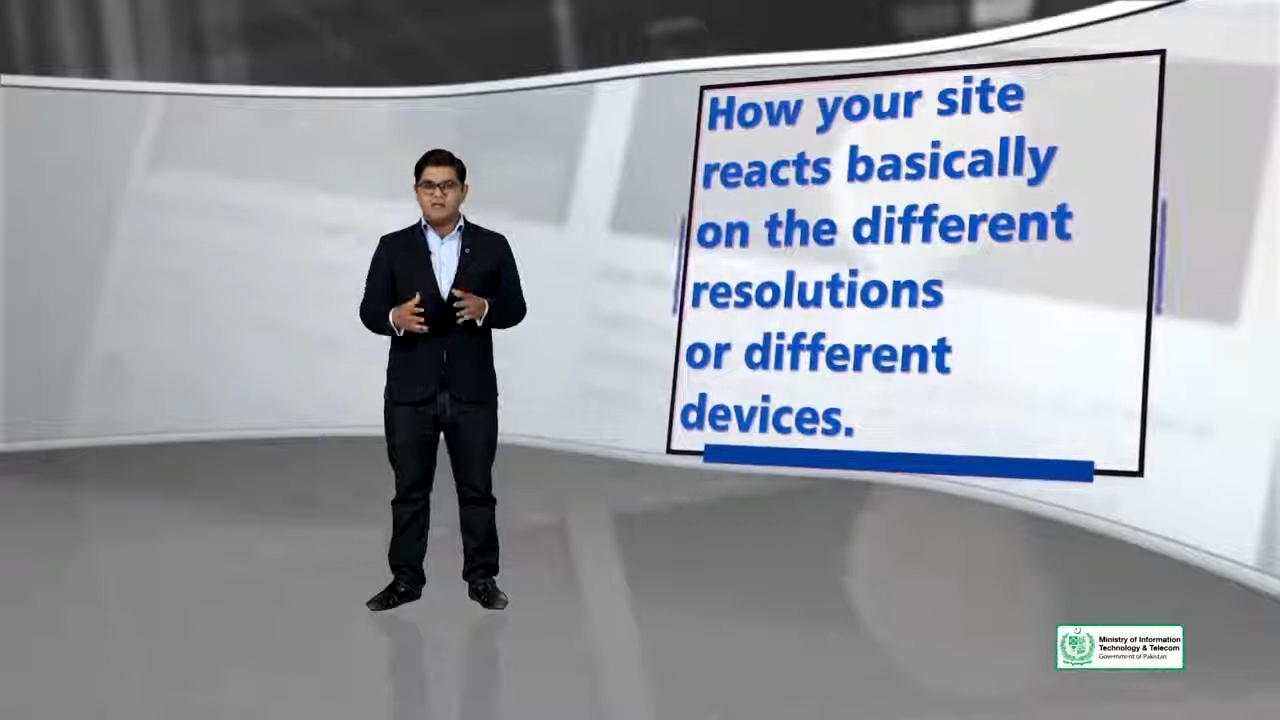 How your site
reacts basically
on the different
resolutions
or different
devices.
Ministry of Information
Technology & Telecom
Government of Pakistan